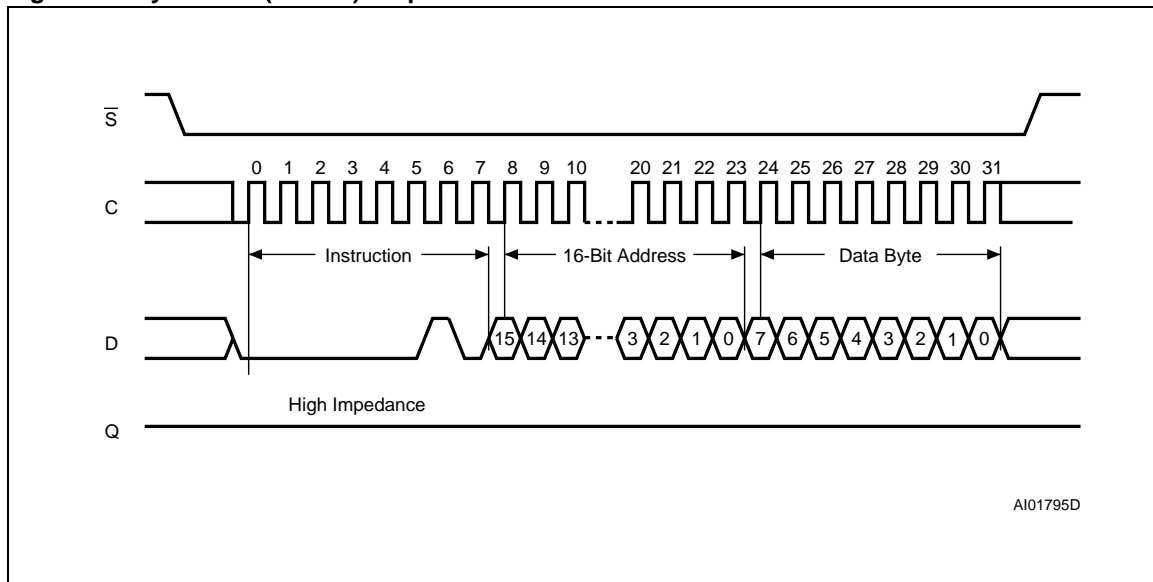 S
0 1 2 3 4 5 6 7 8 9 10 20 21 22 23 24 25 26 27 28 29 30 31
C
Instruction 16-Bit Address Data Byte
D
15 14 13 3 2 1 0 7 6 5 4 3 2 1 0
High Impedance
Q
AI01795D